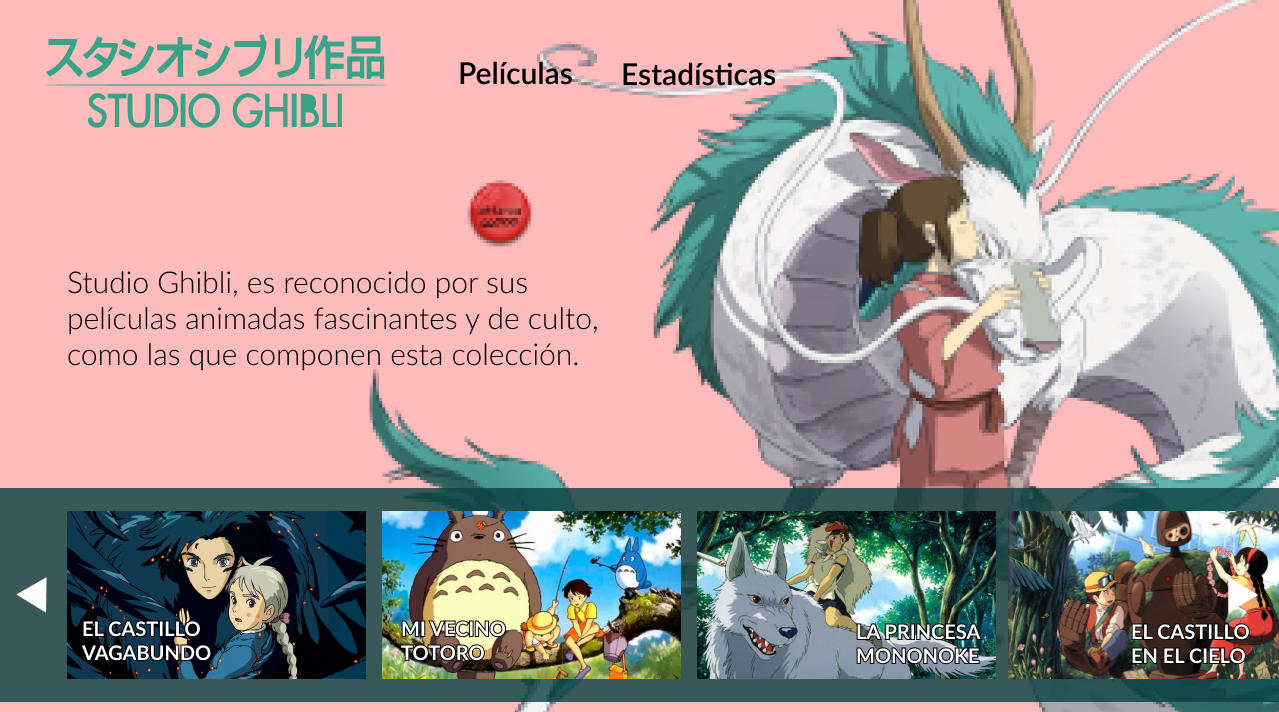 スタジオジブリ作品
STUDIO GHIBLI
Películas
Estadísticas
Studio Ghibli, es reconocido por sus
películas animadas fascinantes y de culto,
como las que componen esta colección.
EL CASTILLO
VAGABUNDO
MI VECINO
TOTORO
LA PRINCESA
MONONOKE
EL CASTILLO
EN EL CIELO